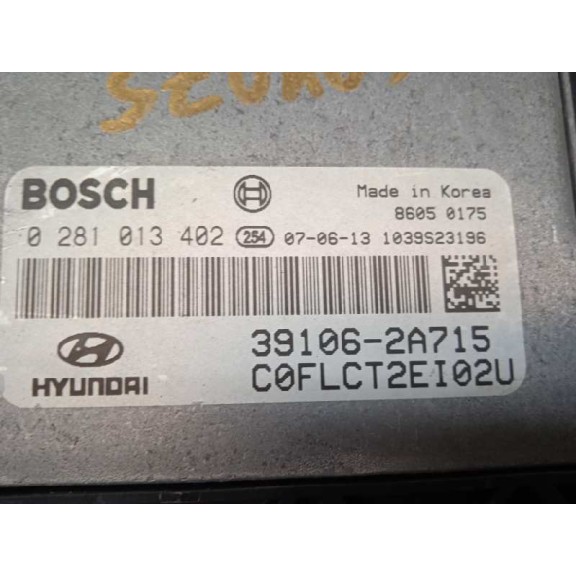 BOSCH
Made in Korea
8605 0175
0 281 013 402 254 07-06-13 1039S23196
39106-2A715
HYUNDAI
C0FLCT2EI02U